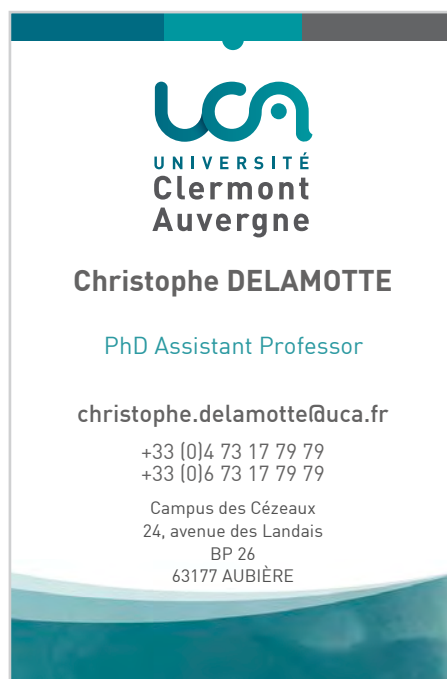 uca
UNIVERSITÉ
Clermont
Auvergne
Christophe DELAMOTTE
PhD Assistant Professor
christophe.delamotte@uca.fr
+33 (0)4 73 17 79 79
+33 (0)6 73 17 79 79
Campus des Cézeaux
24, avenue des Landais
BP 26
63177 AUBIÈRE